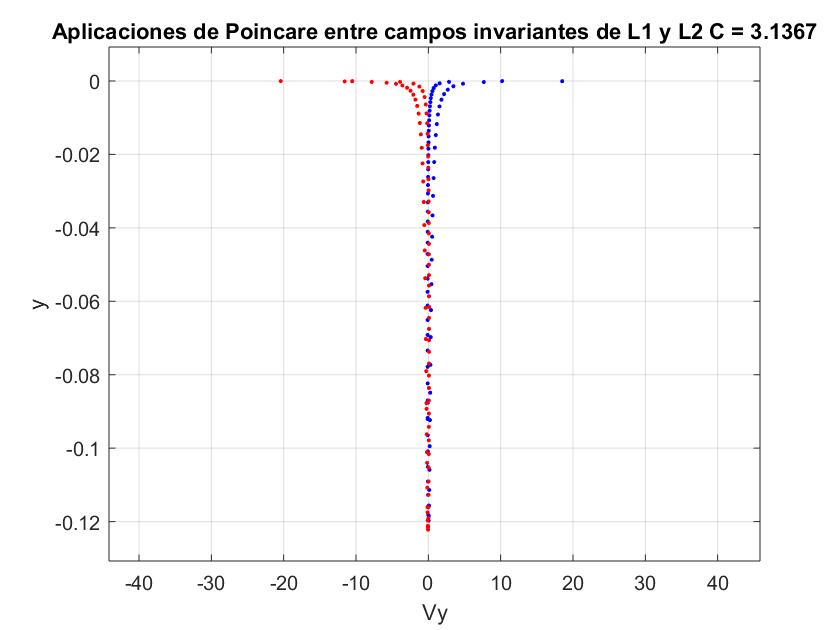 Aplicaciones de Poincare entre campos invariantes de L1 y L2 C = 3.1367
0
-0.02
-0.04
y -0.06
-0.08
-0.1
-0.12
-40 -30 -20 -10 0 10 20 30 40
Vy